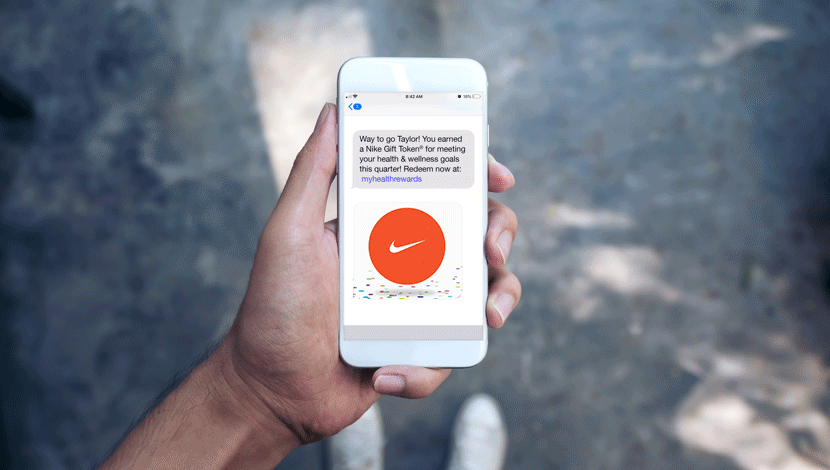 8:42 AM
18%
Way to go Taylor! You earned
a Nike Gift Token® for meeting
your health & wellness goals
this quarter! Redeem now at:
myhealthrewards